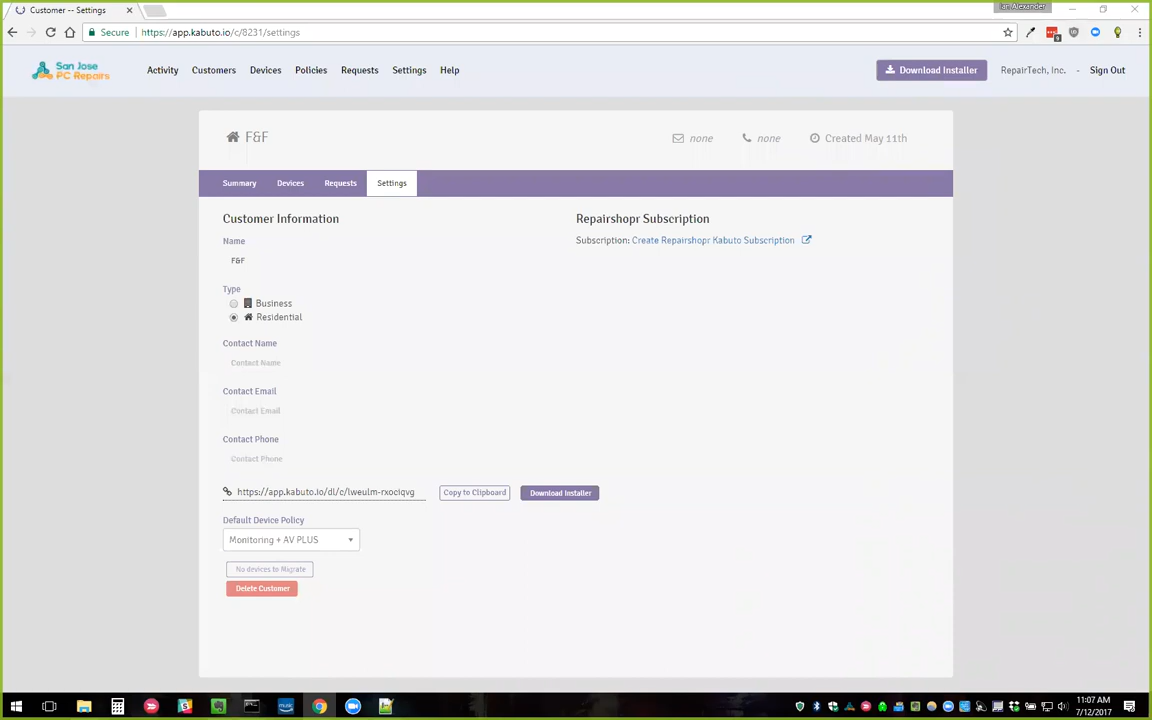 Customer -- Settings
Ian Alexander
Secure
https://app.kabuto.io/c/8231/settings
San Jose
PC Repairs
Activity
Customers
Devices
Policies
Requests
Settings
Help
Download Installer
RepairTech, Inc.
-
Sign Out
F&F
none
none
Created May 11th
Summary
Devices
Requests
Settings
Customer Information
Repairshopr Subscription
Name
Subscription: Create Repairshopr Kabuto Subscription
F&F
Type
Business
Residential
Contact Name
Contact Name
Contact Email
Contact Email
Contact Phone
Contact Phone
https://app.kabuto.io/dl/c/lweulm-rxociqvg
Copy to Clipboard
Download Installer
Default Device Policy
Monitoring + AV PLUS
No devices to Migrate
Delete Customer
music
11:07 AM
7/12/2017